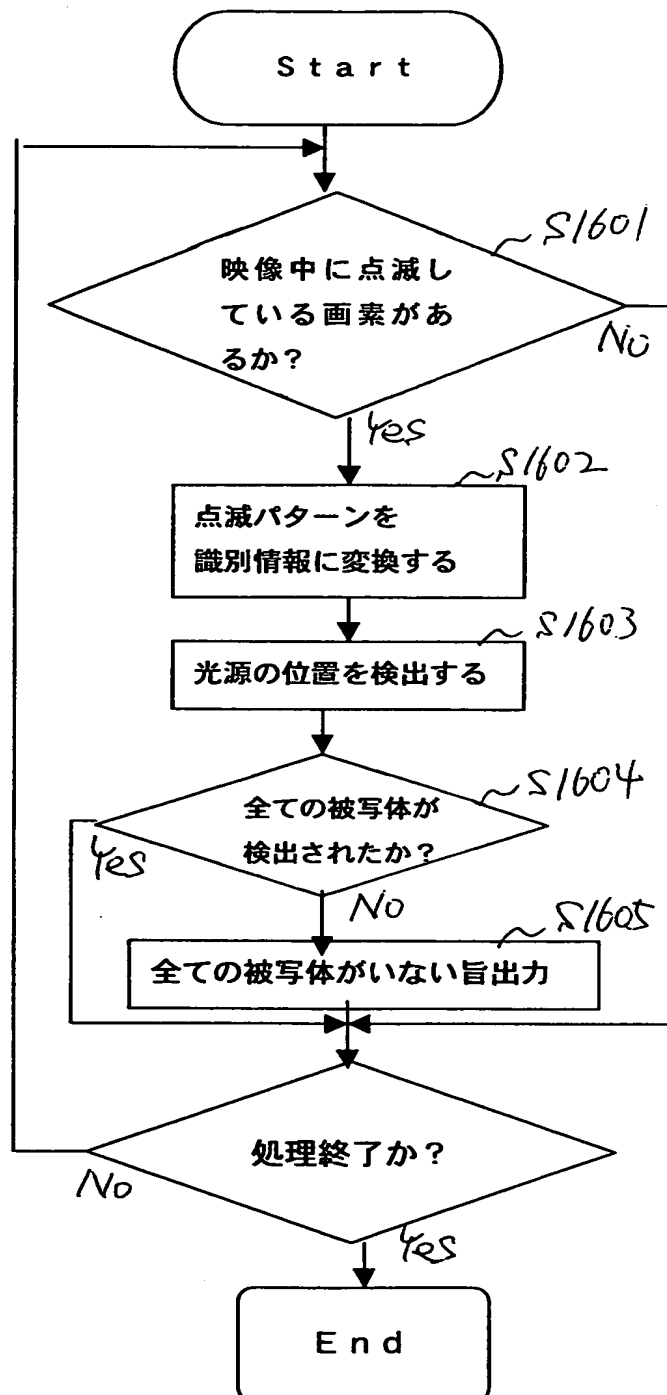 Start
S1601
映像中に点滅し
ている画素があ
るか?
No
Yes
S1602
点滅パターンを
識別情報に変換する
S1603
光源の位置を検出する
S1604
全ての被写体が
検出されたか?
Yes
No
S1605
全ての被写体がいない旨出力
処理終了か?
No
Yes
End